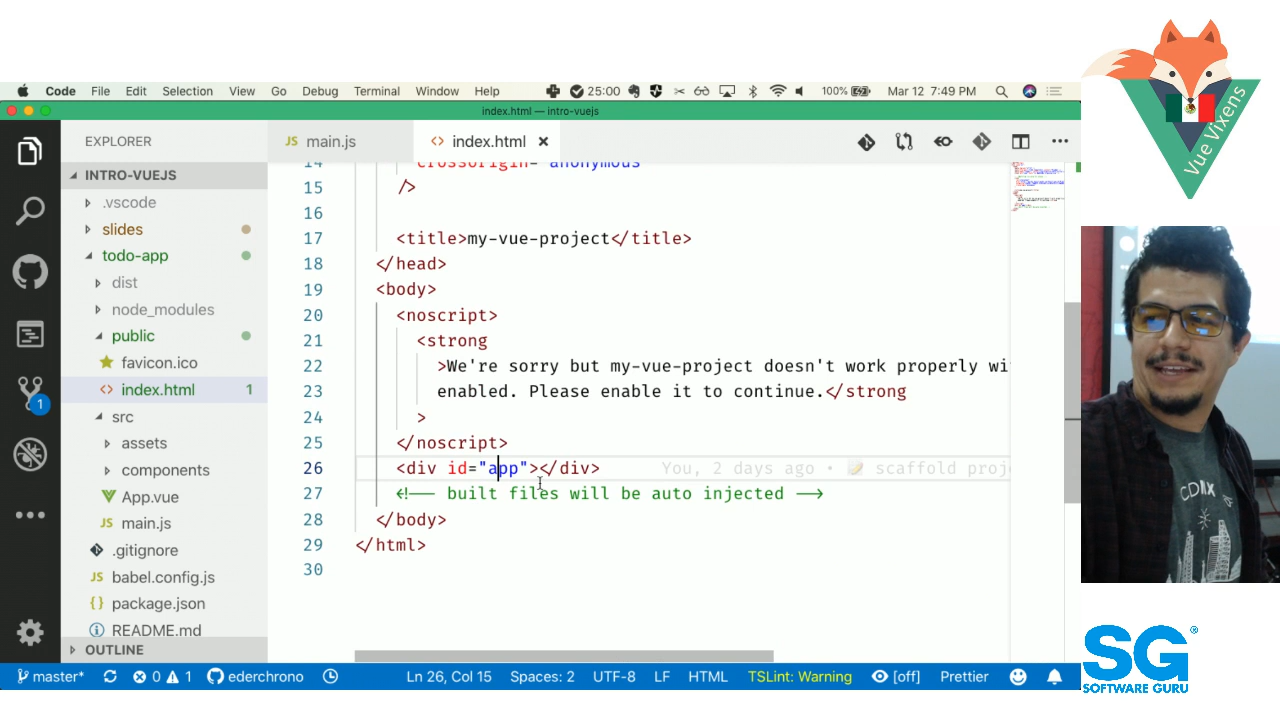 Code File Edit Selection View Go Debug Terminal Window Help 25:00 100% Mar 12 7:49 PM
index.html — intro-vuejs
EXPLORER
INTRO-VUEJS
.vscode
slides
todo-app
dist
node_modules
public
favicon.ico
index.html 1
src
assets
components
App.vue
main.js
.gitignore
babel.config.js
package.json
README.md
OUTLINE
1
JS main.js
<> index.html ×
14 crossorigin="anonymous"
15 />
16
17 <title>my-vue-project</title>
18 </head>
19 <body>
20 <noscript>
21 <strong
22 >We're sorry but my-vue-project doesn't work properly wi
23 enabled. Please enable it to continue.</strong
24 >
25 </noscript>
26 <div id="app"></div> You, 2 days ago • scaffold proj
27 <!-- built files will be auto injected -->
28 </body>
29 </html>
30
master* 0 1 ederchrono Ln 26, Col 15 Spaces: 2 UTF-8 LF HTML TSLint: Warning [off] Prettier
Vue Vixens
CDMX
SG®
SOFTWARE GURU